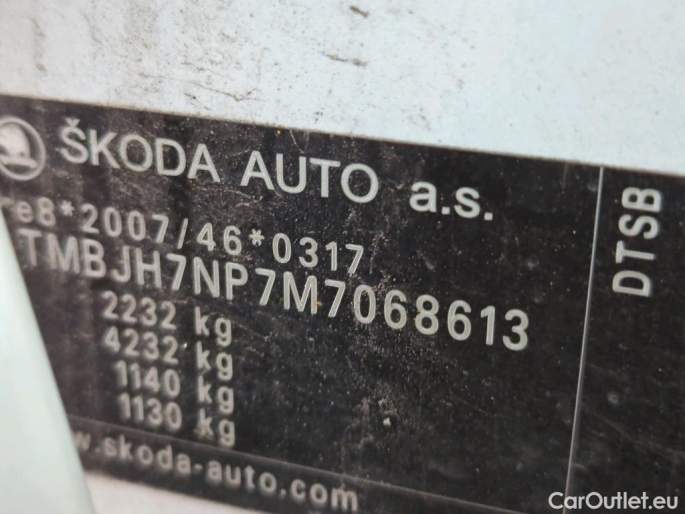 ŠKODA AUTO a.s.
e8*2007/46*0317
TMBJH7NP7M7068613
2232 kg
4232 kg
1140 kg
1130 kg
w.skoda-auto.com
DTSB
CarOutlet.eu